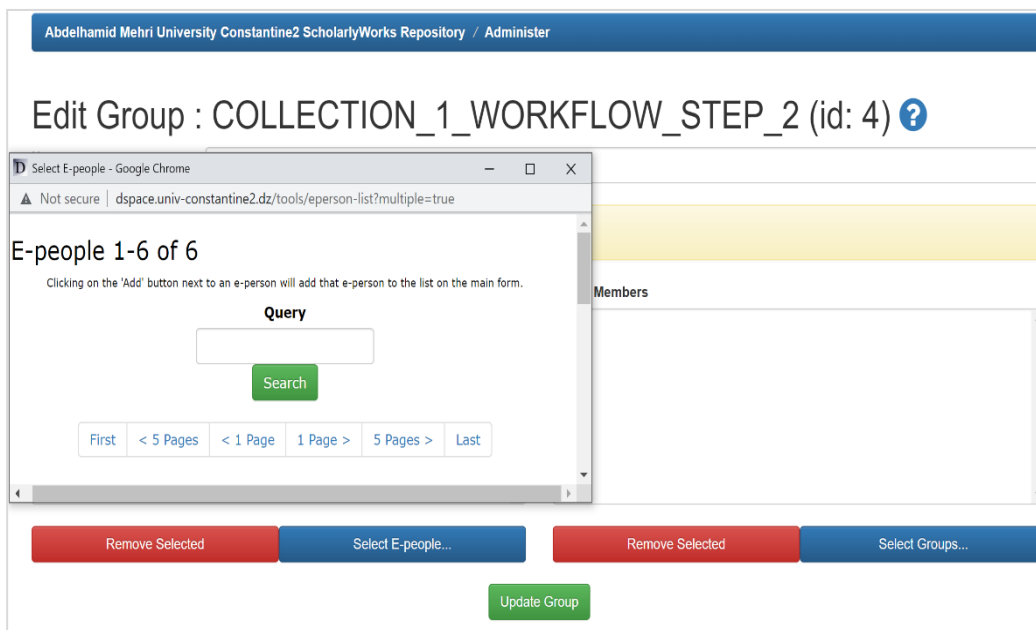 Abdelhamid Mehri University Constantine2 ScholarlyWorks Repository / Administer
Edit Group : COLLECTION_1_WORKFLOW_STEP_2 (id: 4) ?
D Select E-people - Google Chrome
Not secure | dspace.univ-constantine2.dz/tools/eperson-list?multiple=true
E-people 1-6 of 6
Clicking on the 'Add' button next to an e-person will add that e-person to the list on the main form.
Query
Search
First < 5 Pages < 1 Page 1 Page > 5 Pages > Last
Members
Remove Selected Select E-people... Remove Selected Select Groups...
Update Group